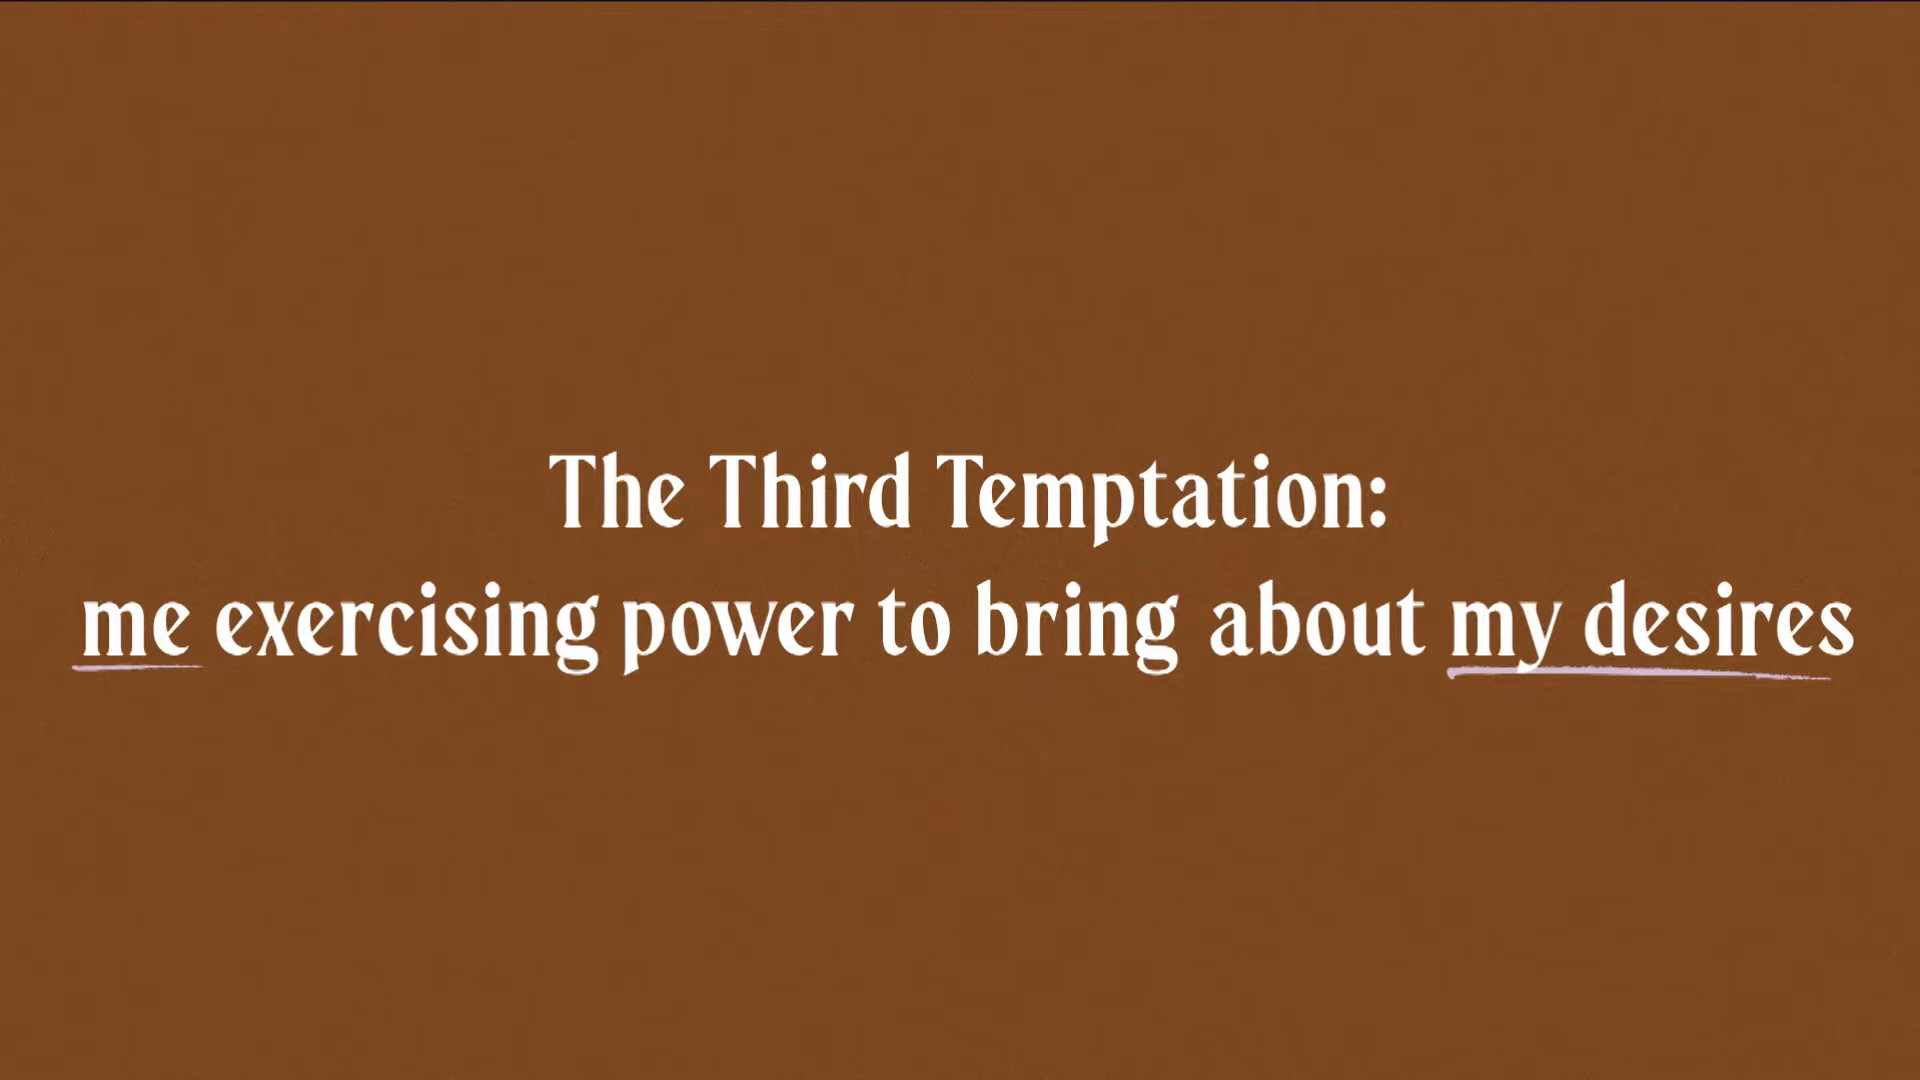 The Third Temptation:
me exercising power to bring about my desires